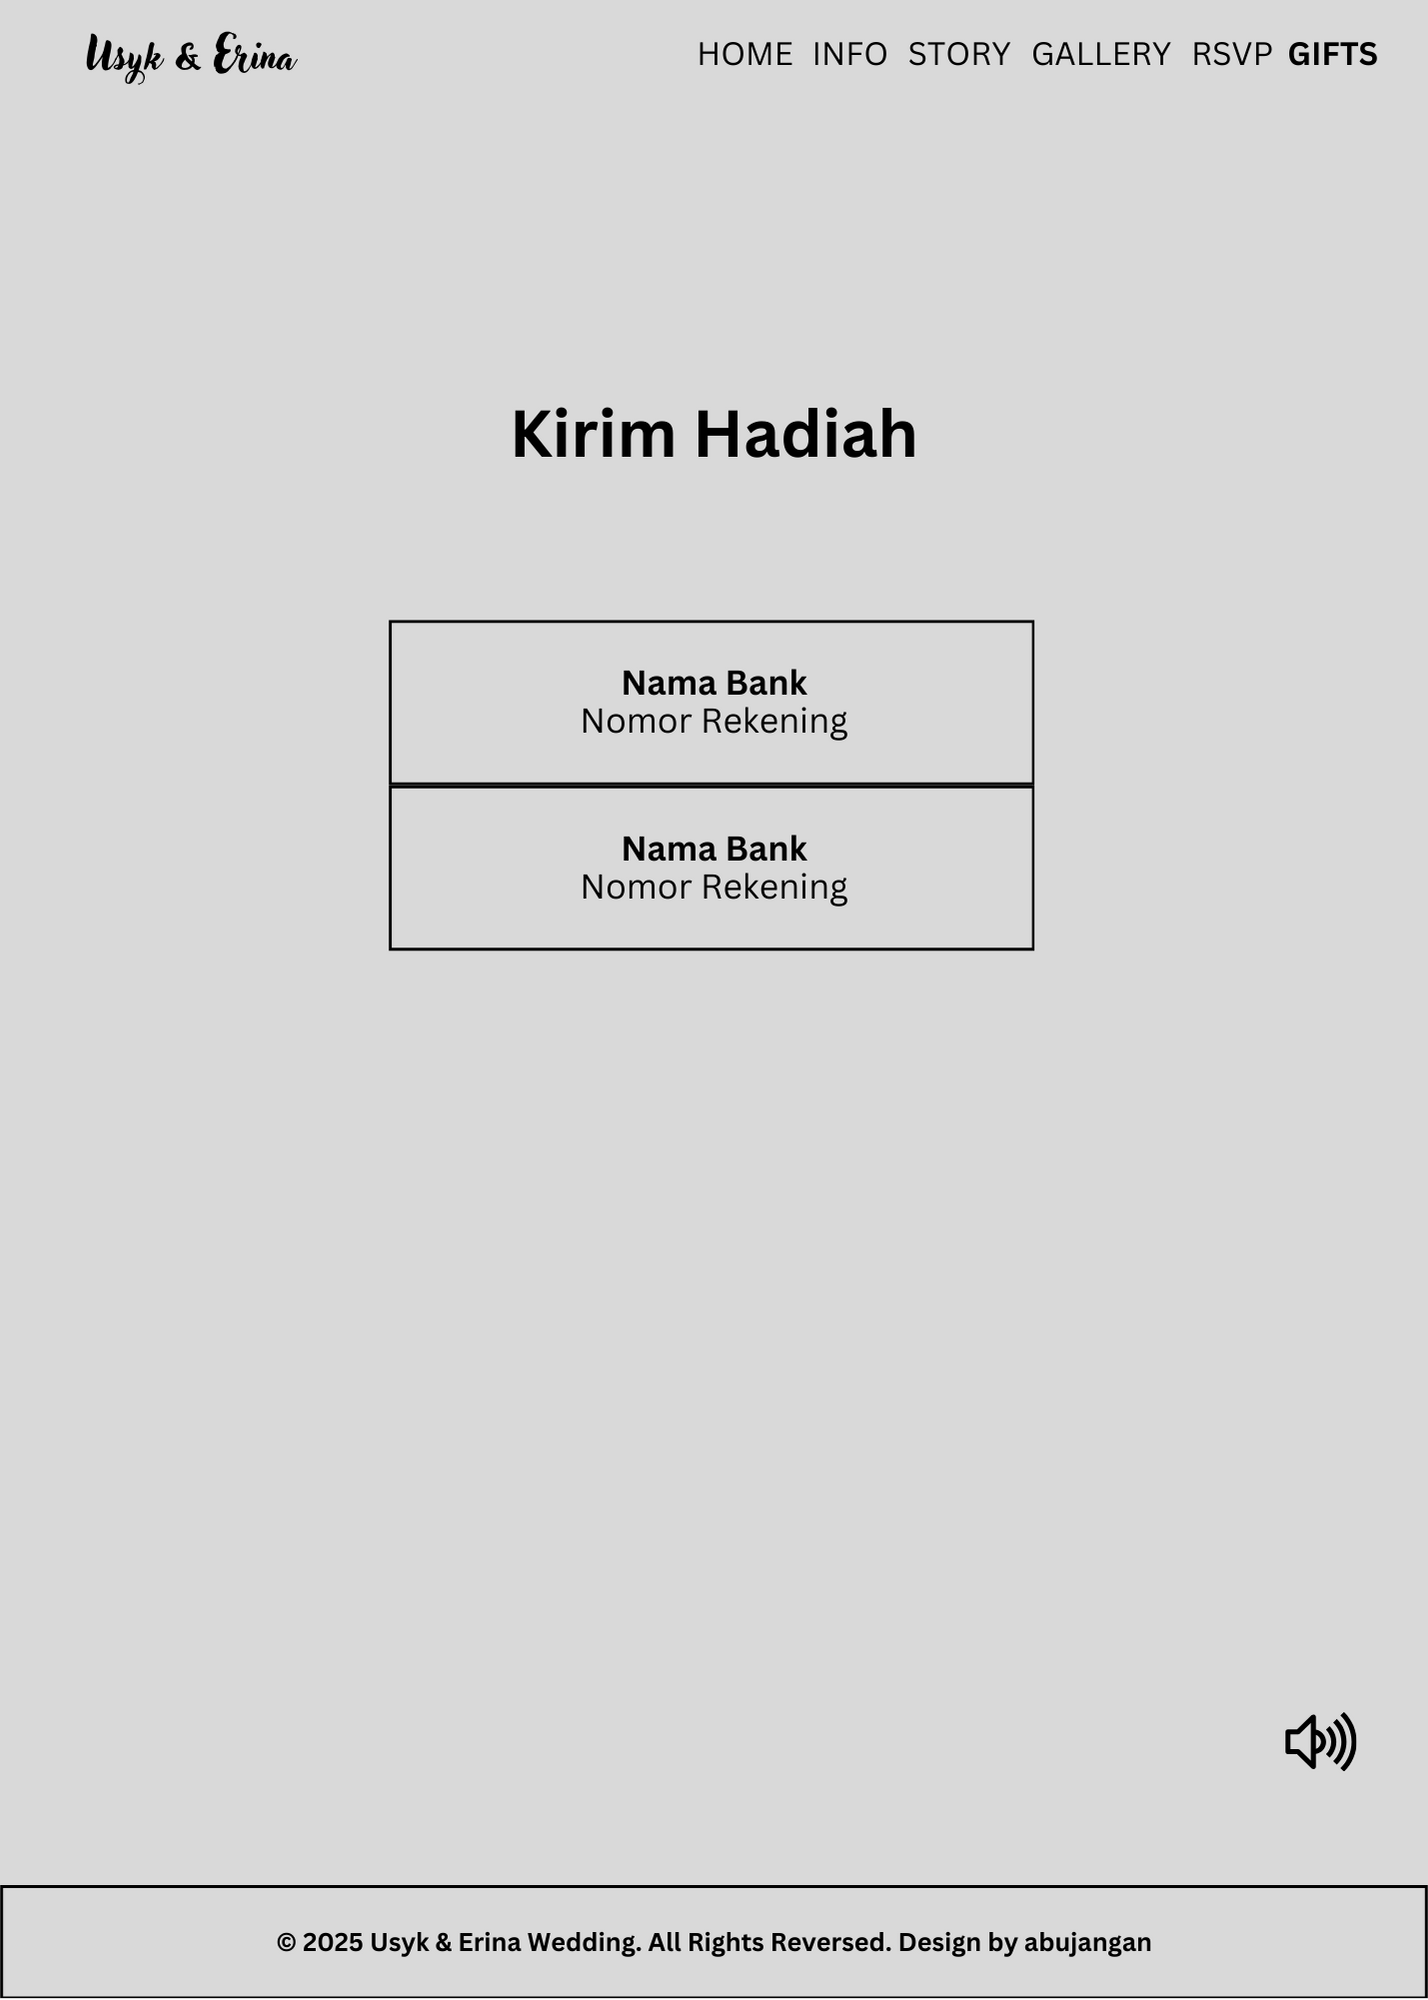 Usyk & Erina
HOME INFO STORY GALLERY RSVP GIFTS
Kirim Hadiah
Nama Bank
Nomor Rekening
Nama Bank
Nomor Rekening
© 2025 Usyk & Erina Wedding. All Rights Reversed. Design by abujangan